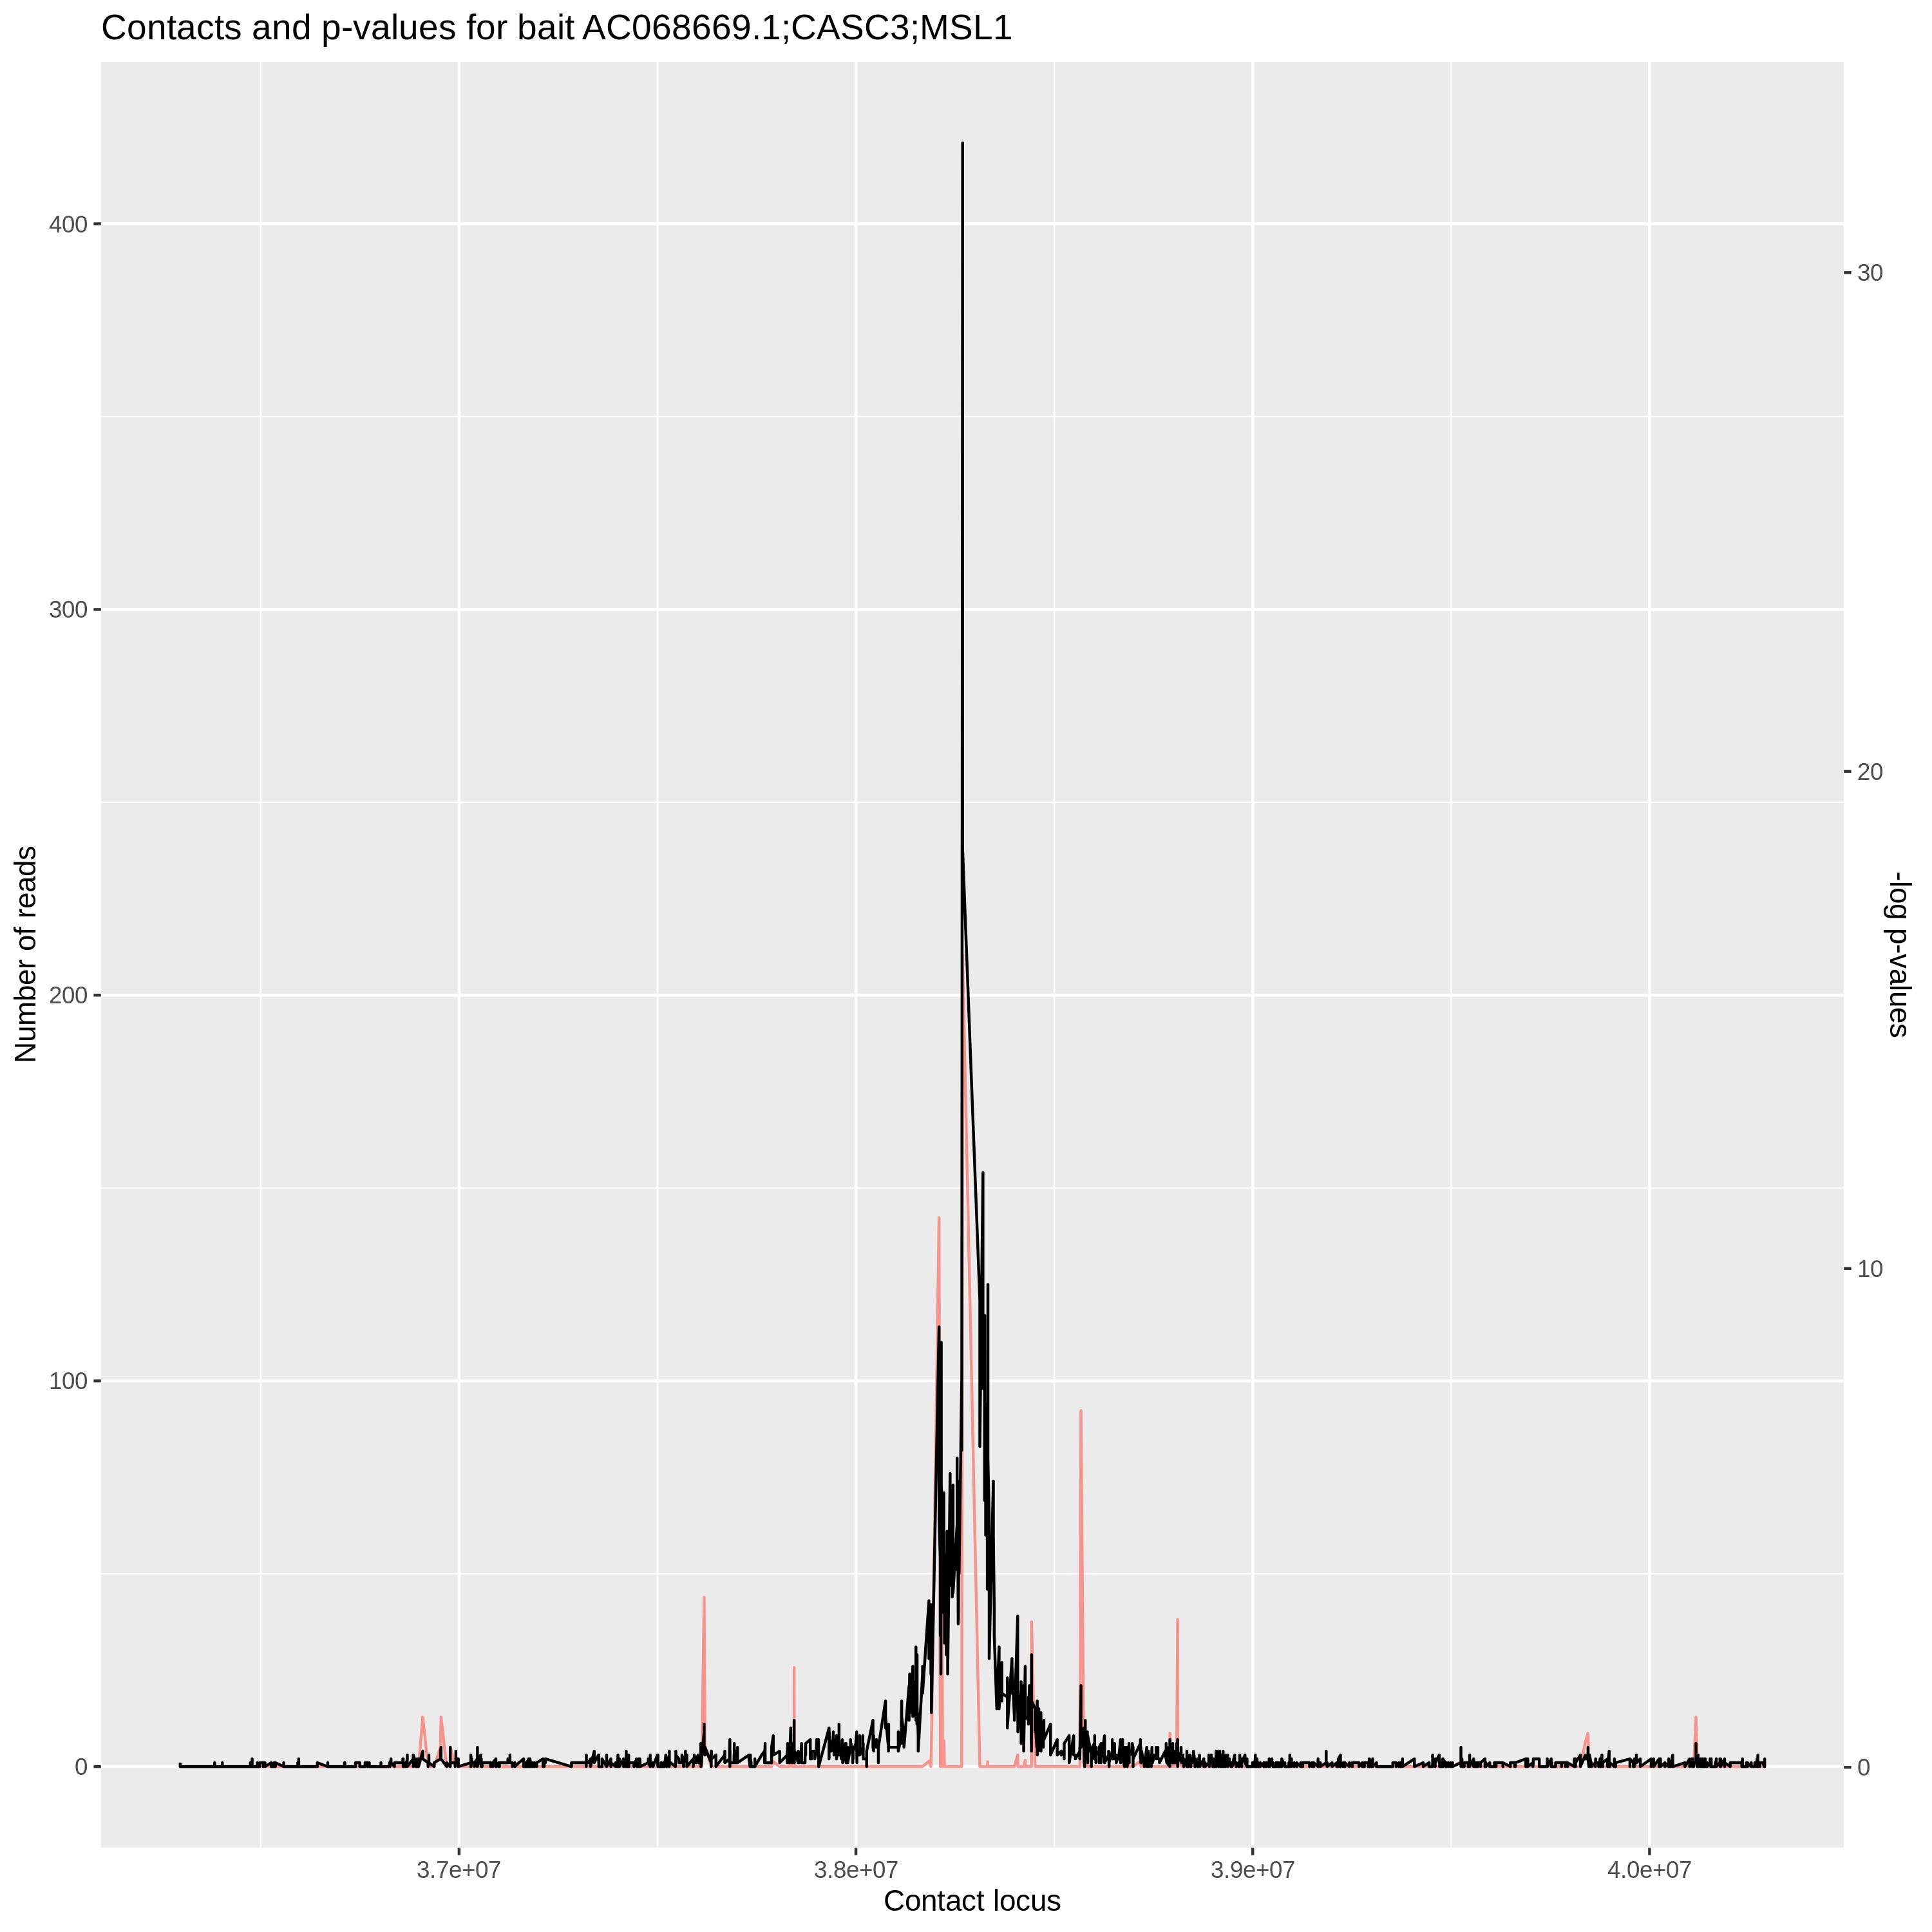 Contacts and p-values for bait AC068669.1;CASC3;MSL1
400
300
200
100
0
Number of reads
30
20
10
0
-log p-values
3.7e+07
3.8e+07
3.9e+07
4.0e+07
Contact locus